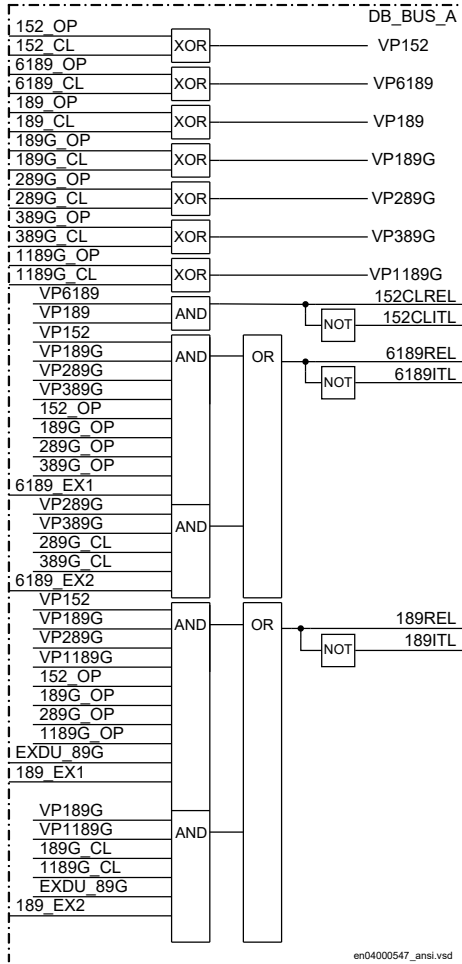 DB_BUS_A
152_OP
152_CL
XOR
VP152
6189_OP
6189_CL
XOR
VP6189
189_OP
189_CL
XOR
VP189
189G_OP
189G_CL
XOR
VP189G
289G_OP
289G_CL
XOR
VP289G
389G_OP
389G_CL
XOR
VP389G
1189G_OP
1189G_CL
XOR
VP1189G
VP6189
VP189
AND
152CLREL
NOT
152CLITL
VP152
VP189G
VP289G
VP389G
152_OP
189G_OP
289G_OP
389G_OP
6189_EX1
AND
OR
6189REL
NOT
6189ITL
VP289G
VP389G
289G_CL
389G_CL
6189_EX2
AND
VP152
VP189G
VP289G
VP1189G
152_OP
189G_OP
289G_OP
1189G_OP
EXDU_89G
189_EX1
AND
OR
189REL
NOT
189ITL
VP189G
VP1189G
189G_CL
1189G_CL
EXDU_89G
189_EX2
AND
en04000547_ansi.vsd